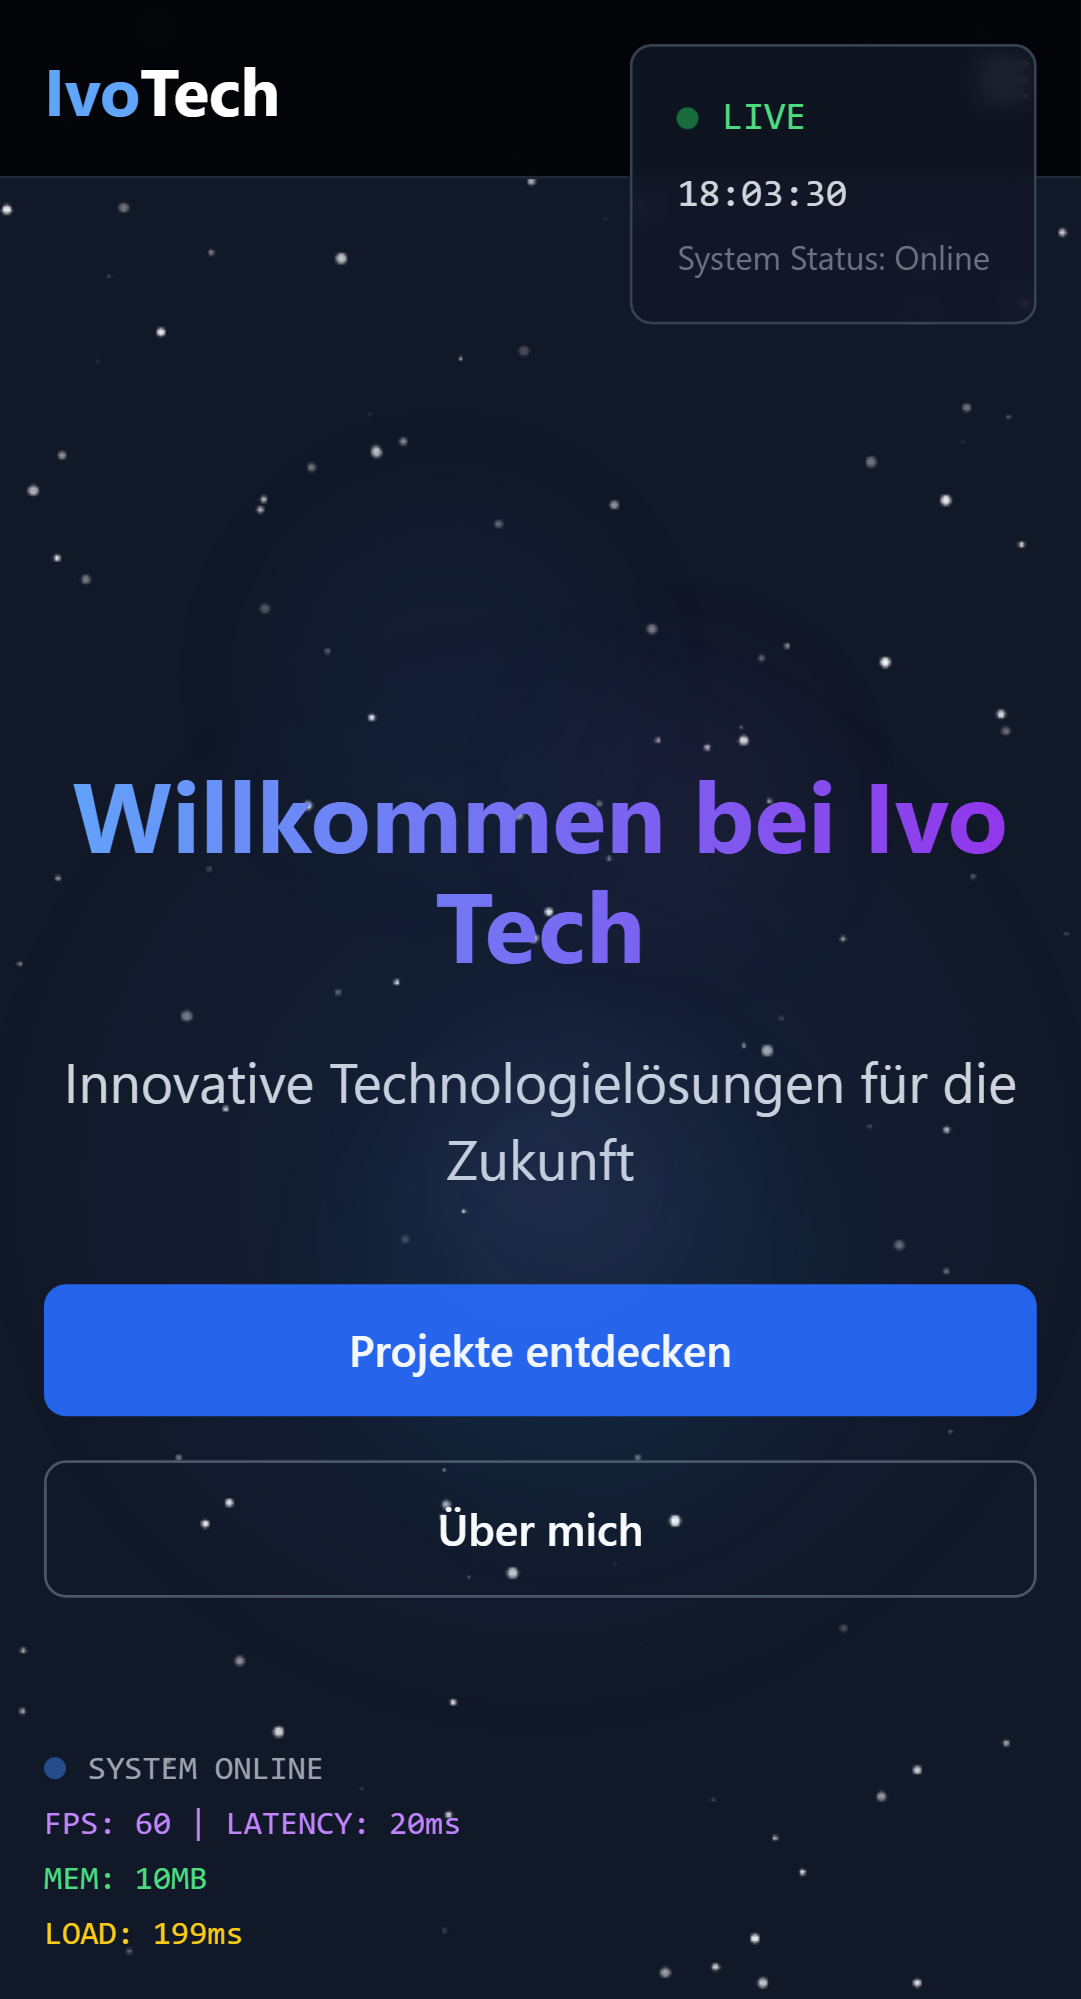 IvoTech
LIVE
18:03:30
System Status: Online
Willkommen bei Ivo
Tech
Innovative Technologielösungen für die
Zukunft
Projekte entdecken
Über mich
SYSTEM ONLINE
FPS: 60 | LATENCY: 20ms
MEM: 10MB
LOAD: 199ms